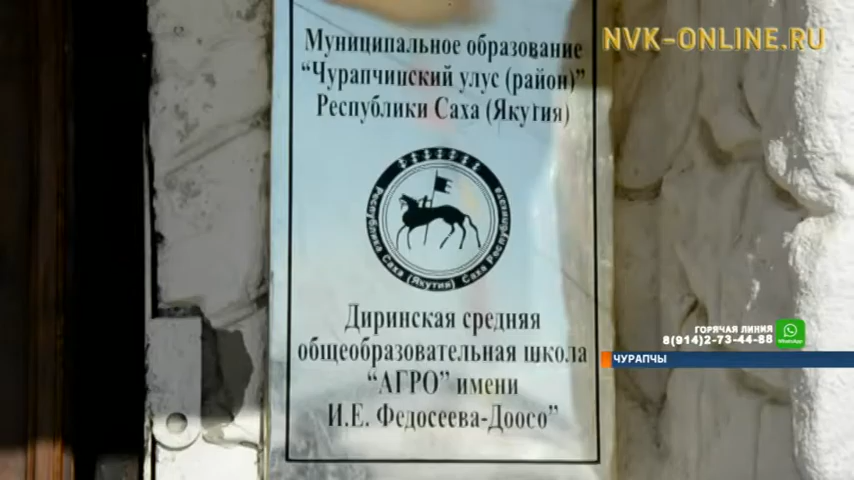 NVK-ONLINE.RU
Муниципальное образование
“Чурапчинский улус (район)”
Республики Саха (Якутия)
Республика Саха (Якутия) Саха Республиката
Диринская средняя
общеобразовательная школа
“АГРО” имени
И.Е. Федосеева-Доосо”
ГОРЯЧАЯ ЛИНИЯ
8(914)2-73-44-88
WhatsApp
ЧУРАПЧЫ